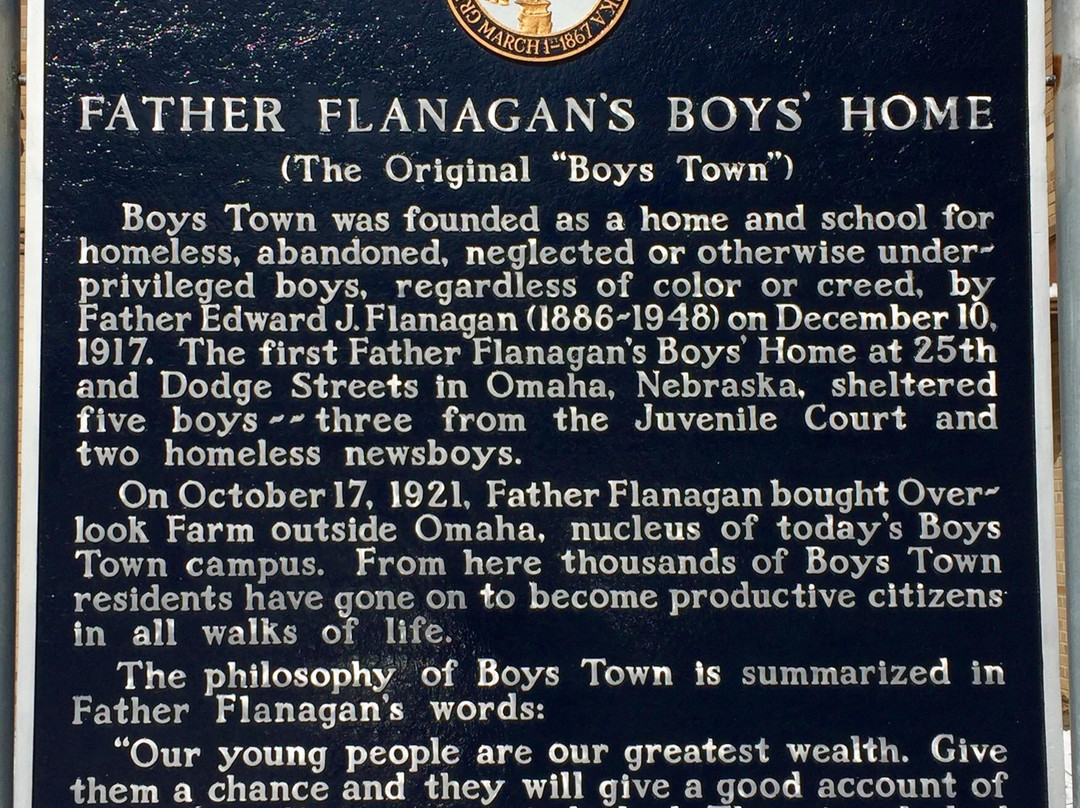 MARCH 1ST 1867
FATHER FLANAGAN'S BOYS' HOME
(The Original "Boys Town")
Boys Town was founded as a home and school for
homeless, abandoned, neglected or otherwise under-
privileged boys, regardless of color or creed, by
Father Edward J. Flanagan (1886-1948) on December 10,
1917. The first Father Flanagan's Boys' Home at 25th
and Dodge Streets in Omaha, Nebraska, sheltered
five boys -- three from the Juvenile Court and
two homeless newsboys.
On October 17, 1921, Father Flanagan bought Over-
look Farm outside Omaha, nucleus of today's Boys
Town campus. From here thousands of Boys Town
residents have gone on to become productive citizens
in all walks of life.
The philosophy of Boys Town is summarized in
Father Flanagan's words:
"Our young people are our greatest wealth. Give
them a chance and they will give a good account of